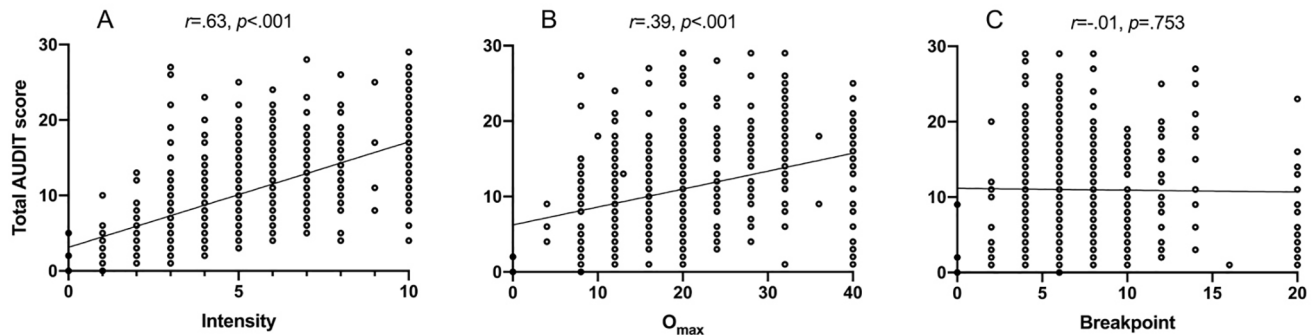 A
r=.63, p<.001
Total AUDIT score
30
20
10
0
0
5
10
Intensity
B
r=.39, p<.001
30
20
10
0
0
10
20
30
40
Omax
C
r=-.01, p=.753
30
20
10
0
0
5
10
15
20
Breakpoint